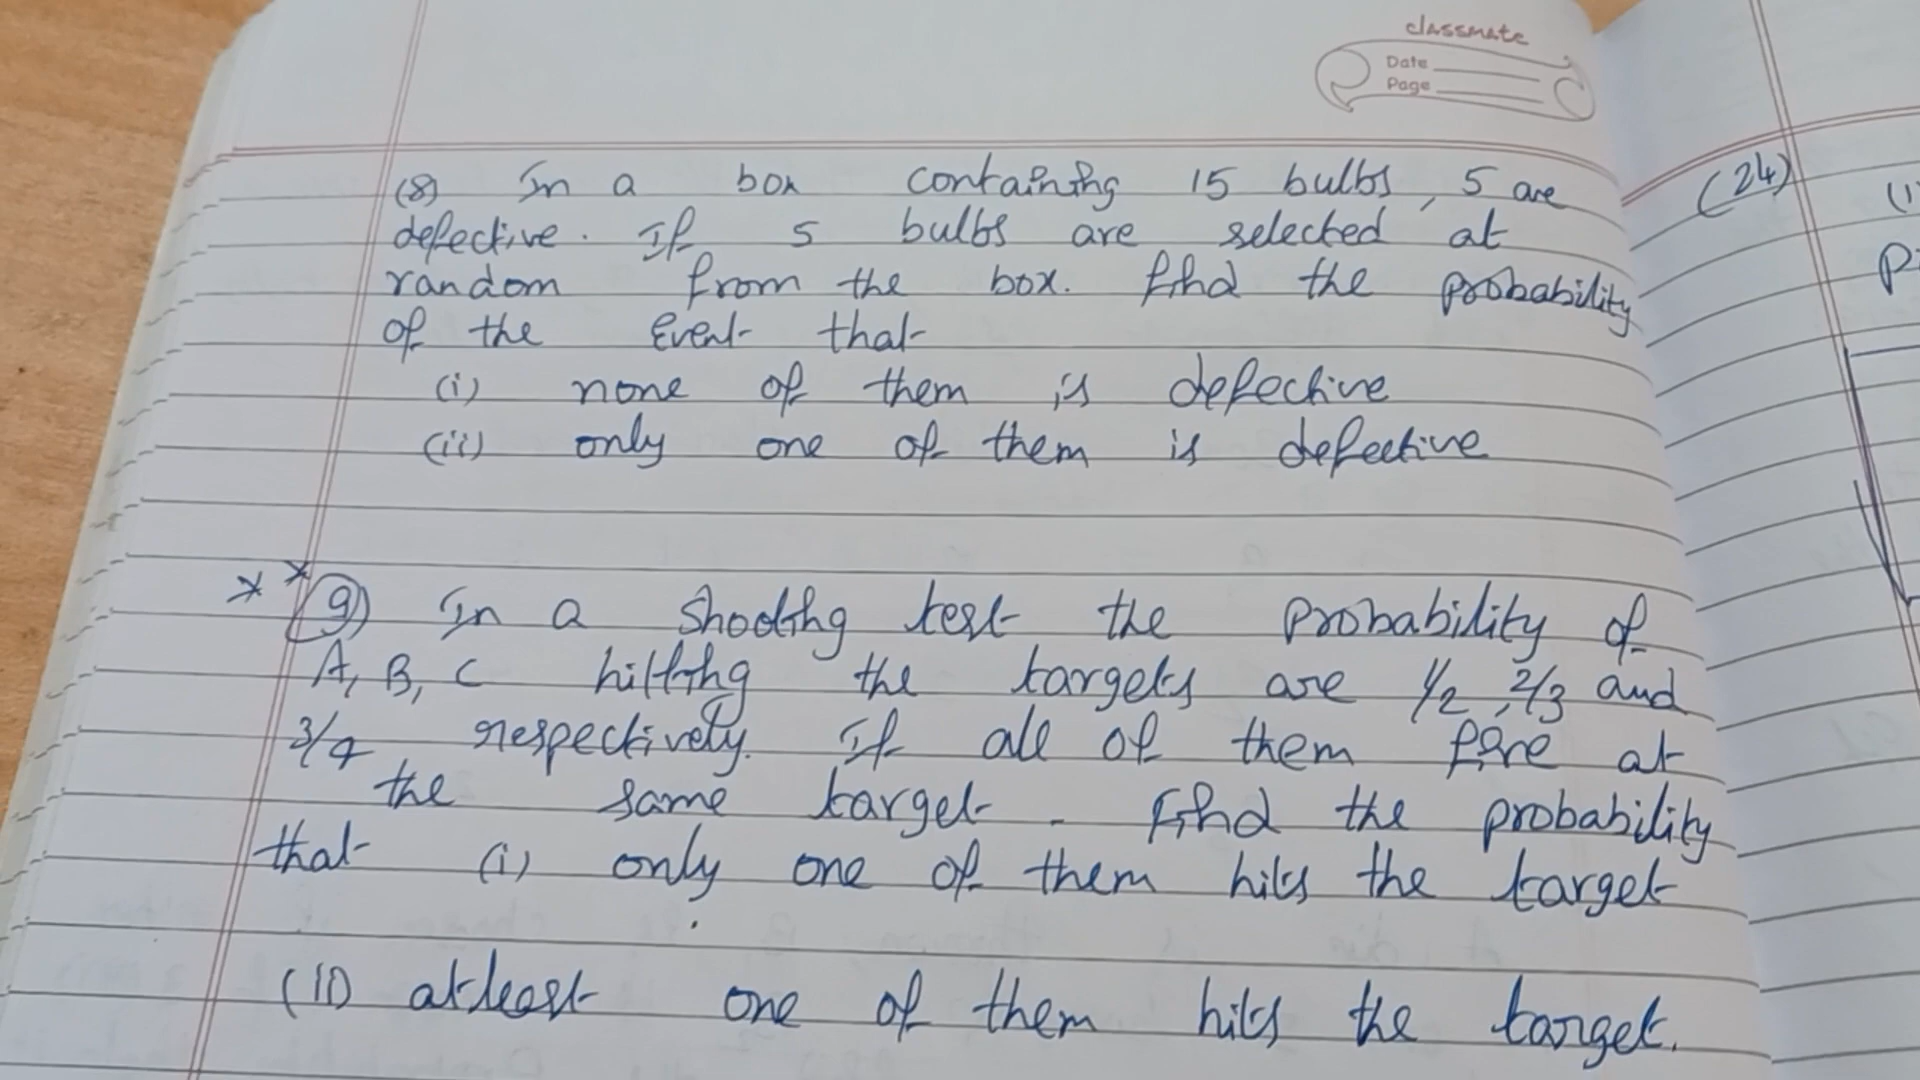 classmate
Date
Page
(8) In a box containing 15 bulbs, 5 are
defective. If 5 bulbs are selected at
random from the box. find the probability
of the Event that
(i) none of them is defective
(ii) only one of them is defective
** (9) In a Shooting test the probability of
A, B, C hitting the targets are 1/2, 2/3 and
3/4 respectively. If all of them fire at
the same target. Find the probability
that (i) only one of them hits the target
(ii) atleast one of them hits the target.
(24)